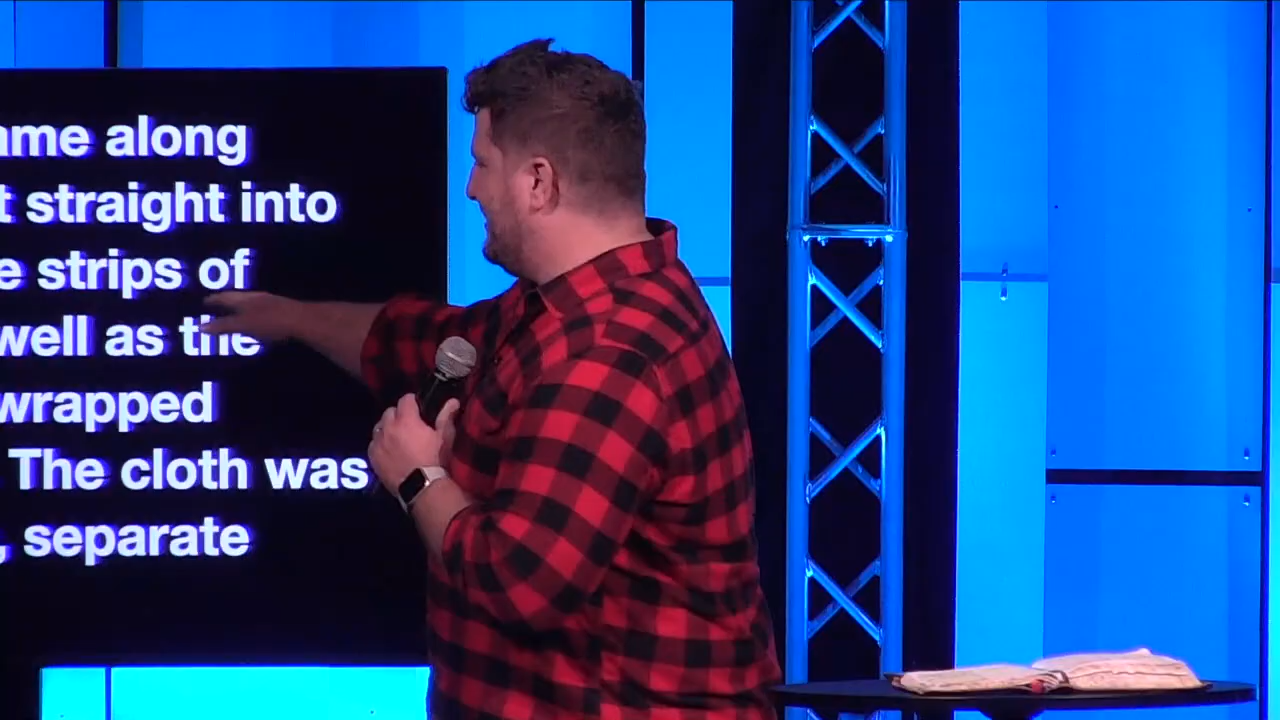 ame along
t straight into
e strips of
well as the
wrapped
The cloth was
, separate